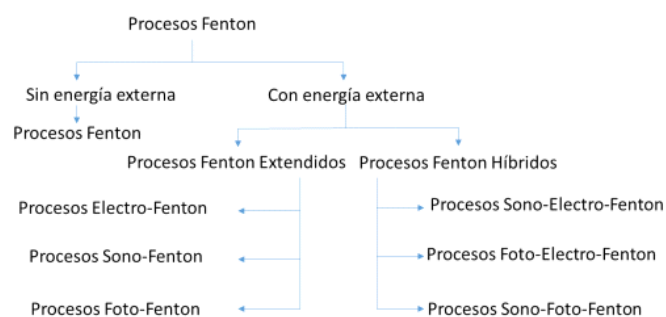 Procesos Fenton
Sin energía externa
Con energía externa
Procesos Fenton
Procesos Fenton Extendidos
Procesos Fenton Híbridos
Procesos Electro-Fenton
Procesos Sono-Electro-Fenton
Procesos Sono-Fenton
Procesos Foto-Electro-Fenton
Procesos Foto-Fenton
Procesos Sono-Foto-Fenton